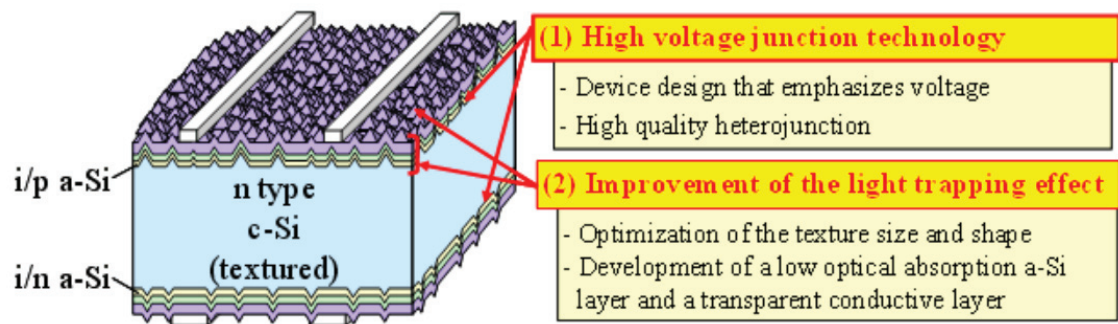 (1) High voltage junction technology
- Device design that emphasizes voltage
- High quality heterojunction
i/p a-Si
n type
c-Si
(textured)
i/n a-Si
(2) Improvement of the light trapping effect
- Optimization of the texture size and shape
- Development of a low optical absorption a-Si
layer and a transparent conductive layer